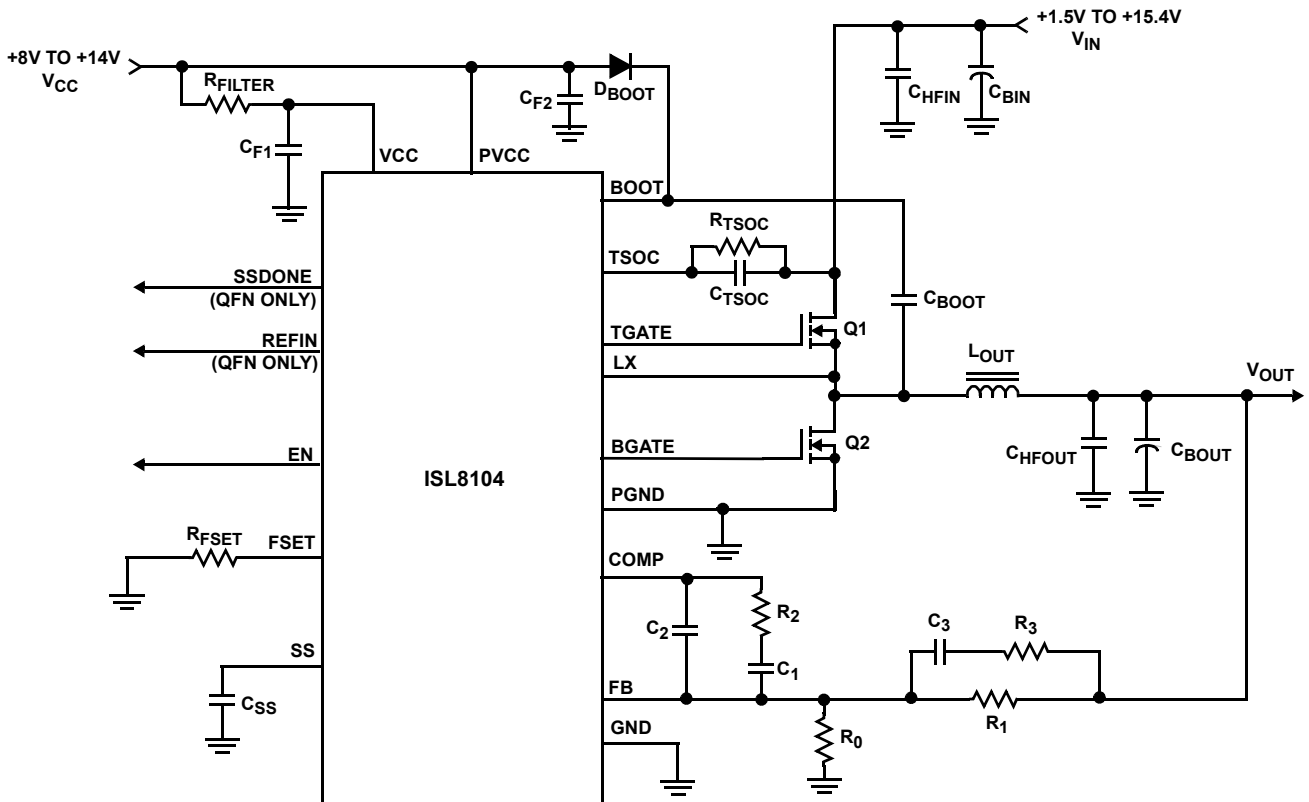 +1.5V TO +15.4V
VIN
+8V TO +14V
VCC
RFILTER
CF1
CF2
DBOOT
CHFIN
CBIN
VCC
PVCC
BOOT
RTSOC
TSOC
CTSOC
CBOOT
SSDONE
(QFN ONLY)
REFIN
(QFN ONLY)
TGATE
Q1
LX
LOUT
VOUT
EN
ISL8104
BGATE
Q2
CHFOUT
CBOUT
PGND
RFSET
FSET
COMP
C2
R2
C1
C3
R3
SS
CSS
FB
R1
GND
R0